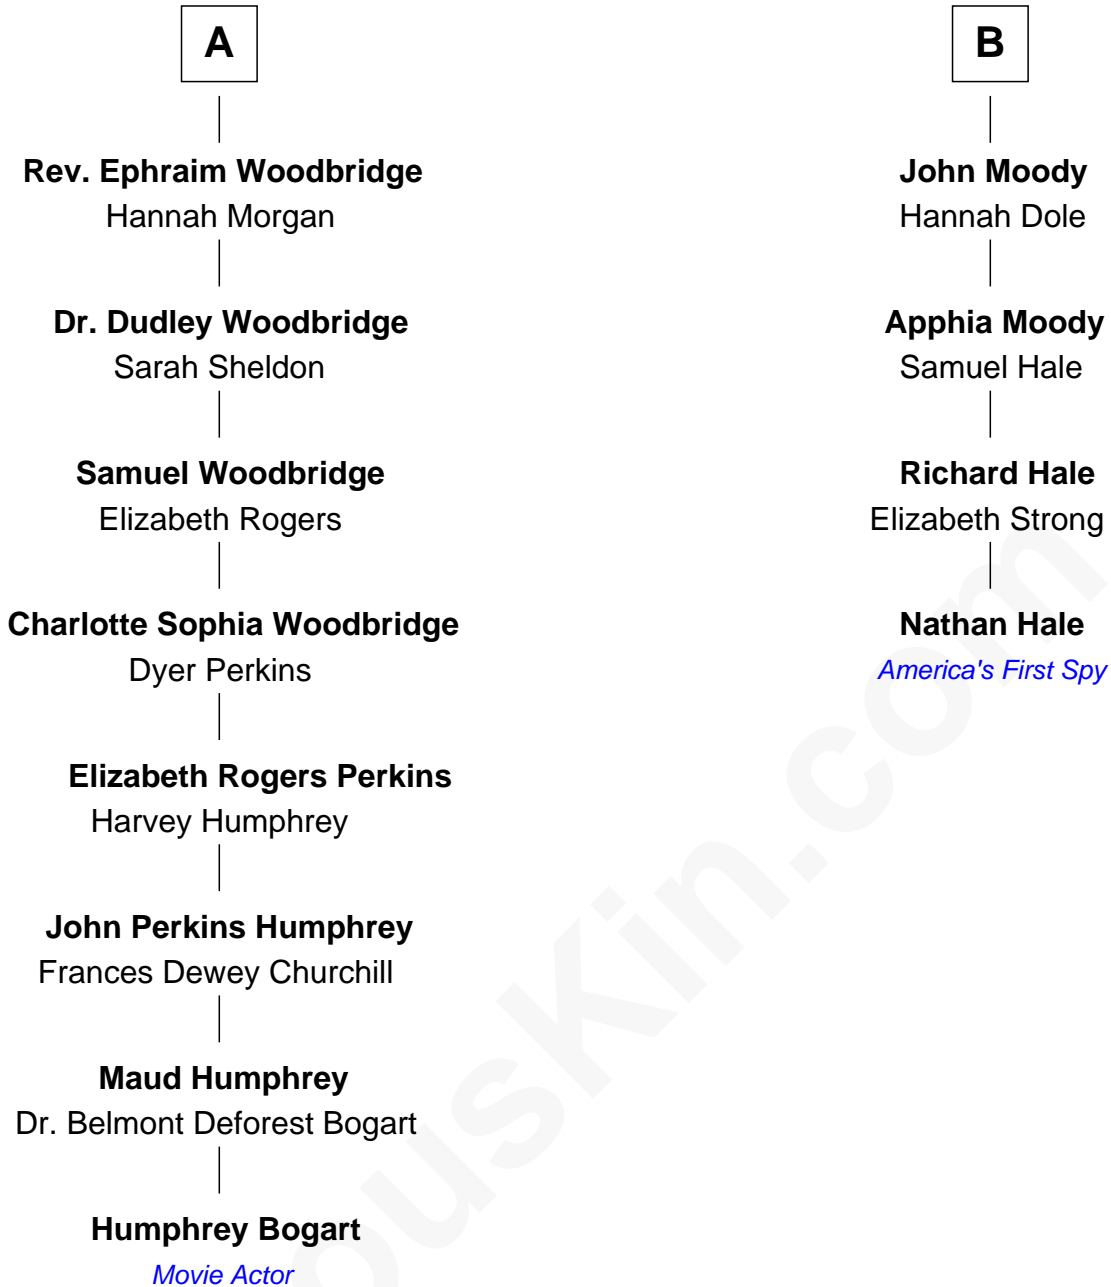 A
Rev. Ephraim Woodbridge
Hannah Morgan
Dr. Dudley Woodbridge
Sarah Sheldon
Samuel Woodbridge
Elizabeth Rogers
Charlotte Sophia Woodbridge
Dyer Perkins
Elizabeth Rogers Perkins
Harvey Humphrey
John Perkins Humphrey
Frances Dewey Churchill
Maud Humphrey
Dr. Belmont Deforest Bogart
Humphrey Bogart
Movie Actor
B
John Moody
Hannah Dole
Apphia Moody
Samuel Hale
Richard Hale
Elizabeth Strong
Nathan Hale
America's First Spy
ousKin.com